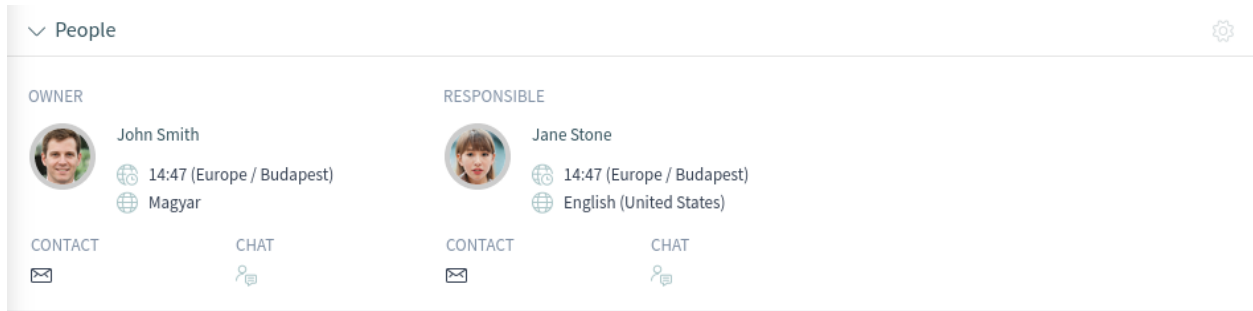 People
OWNER
John Smith
14:47 (Europe / Budapest)
Magyar
CONTACT
CHAT
RESPONSIBLE
Jane Stone
14:47 (Europe / Budapest)
English (United States)
CONTACT
CHAT